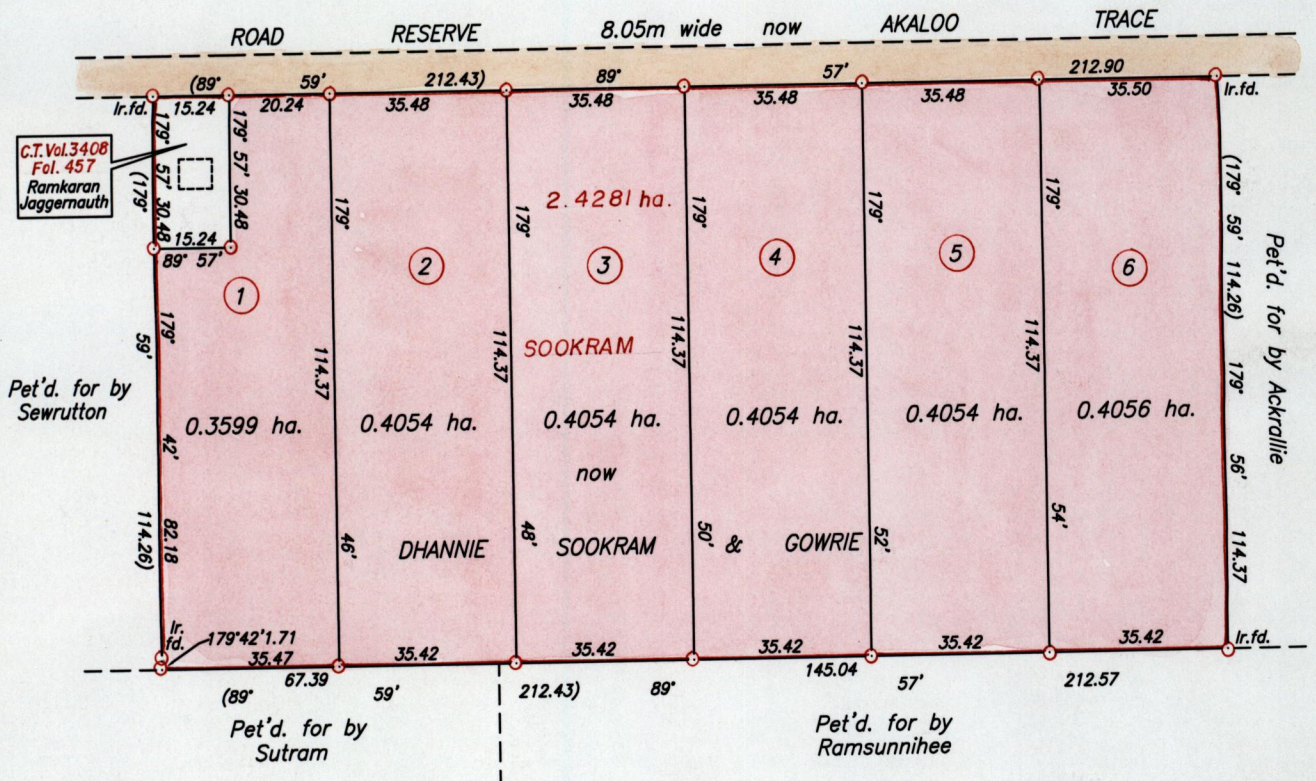 ROAD RESERVE 8.05m wide now AKALOO TRACE
(89° 59' 212.43) 89° 57' 212.90
Ir.fd. 15.24 20.24 35.48 35.48 35.48 35.48 35.50 Ir.fd.
C.T.Vol.3408
Fol. 457
Ramkaran
Jaggernauth
179° 57' 30.48
(179°
179° 57' 30.48
15.24
89° 57'
2.4281 ha.
179°
179°
179°
179°
179°
1 2 3 4 5 6
(179° 59' 114.26)
Pet'd. for by Ackrallie
179° 56' 114.37
179° 42' 82.18
59' 114.26)
Pet'd. for by
Sewrutton
114.37
114.37
114.37
114.37
114.37
SOOKRAM
0.3599 ha. 0.4054 ha. 0.4054 ha. 0.4054 ha. 0.4054 ha. 0.4056 ha.
now
46' 48' 50' 52' 54'
DHANNIE SOOKRAM & GOWRIE
Ir.
fd.
179°42'1.71
35.47 35.42 35.42 35.42 35.42 35.42 Ir.fd.
67.39 145.04
(89° 59' 212.43) 89° 57' 212.57
Pet'd. for by
Sutram
Pet'd. for by
Ramsunnihee